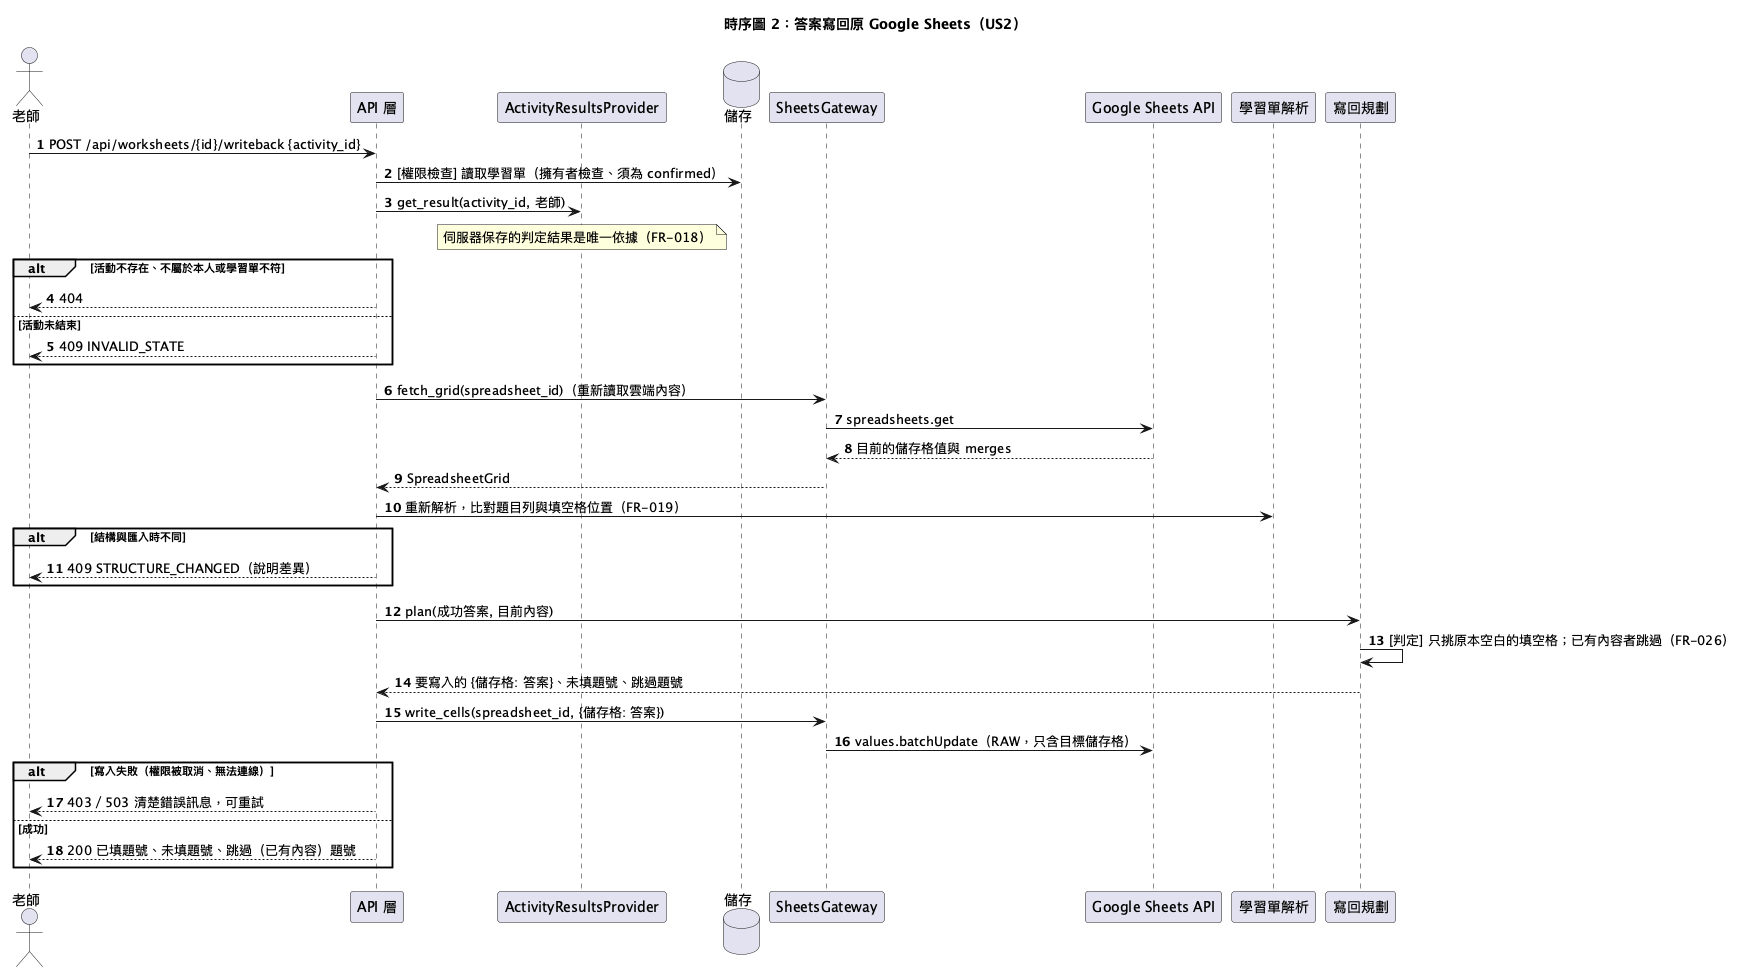 時序圖 2：答案寫回原 Google Sheets（US2）
老師
API 層
ActivityResultsProvider
儲存
SheetsGateway
Google Sheets API
學習單解析
寫回規劃
1 POST /api/worksheets/{id}/writeback {activity_id}
2 [權限檢查] 讀取學習單（擁有者檢查、須為 confirmed）
3 get_result(activity_id, 老師)
伺服器保存的判定結果是唯一依據（FR-018）
alt [活動不存在、不屬於本人或學習單不符]
4 404
[活動未結束]
5 409 INVALID_STATE
6 fetch_grid(spreadsheet_id)（重新讀取雲端內容）
7 spreadsheets.get
8 目前的儲存格值與 merges
9 SpreadsheetGrid
10 重新解析，比對題目列與填空格位置（FR-019）
alt [結構與匯入時不同]
11 409 STRUCTURE_CHANGED（說明差異）
12 plan(成功答案, 目前內容)
13 [判定] 只挑原本空白的填空格；已有內容者跳過（FR-026）
14 要寫入的 {儲存格: 答案}、未填題號、跳過題號
15 write_cells(spreadsheet_id, {儲存格: 答案})
16 values.batchUpdate（RAW，只含目標儲存格）
alt [寫入失敗（權限被取消、無法連線）]
17 403 / 503 清楚錯誤訊息，可重試
[成功]
18 200 已填題號、未填題號、跳過（已有內容）題號
老師
API 層
ActivityResultsProvider
儲存
SheetsGateway
Google Sheets API
學習單解析
寫回規劃